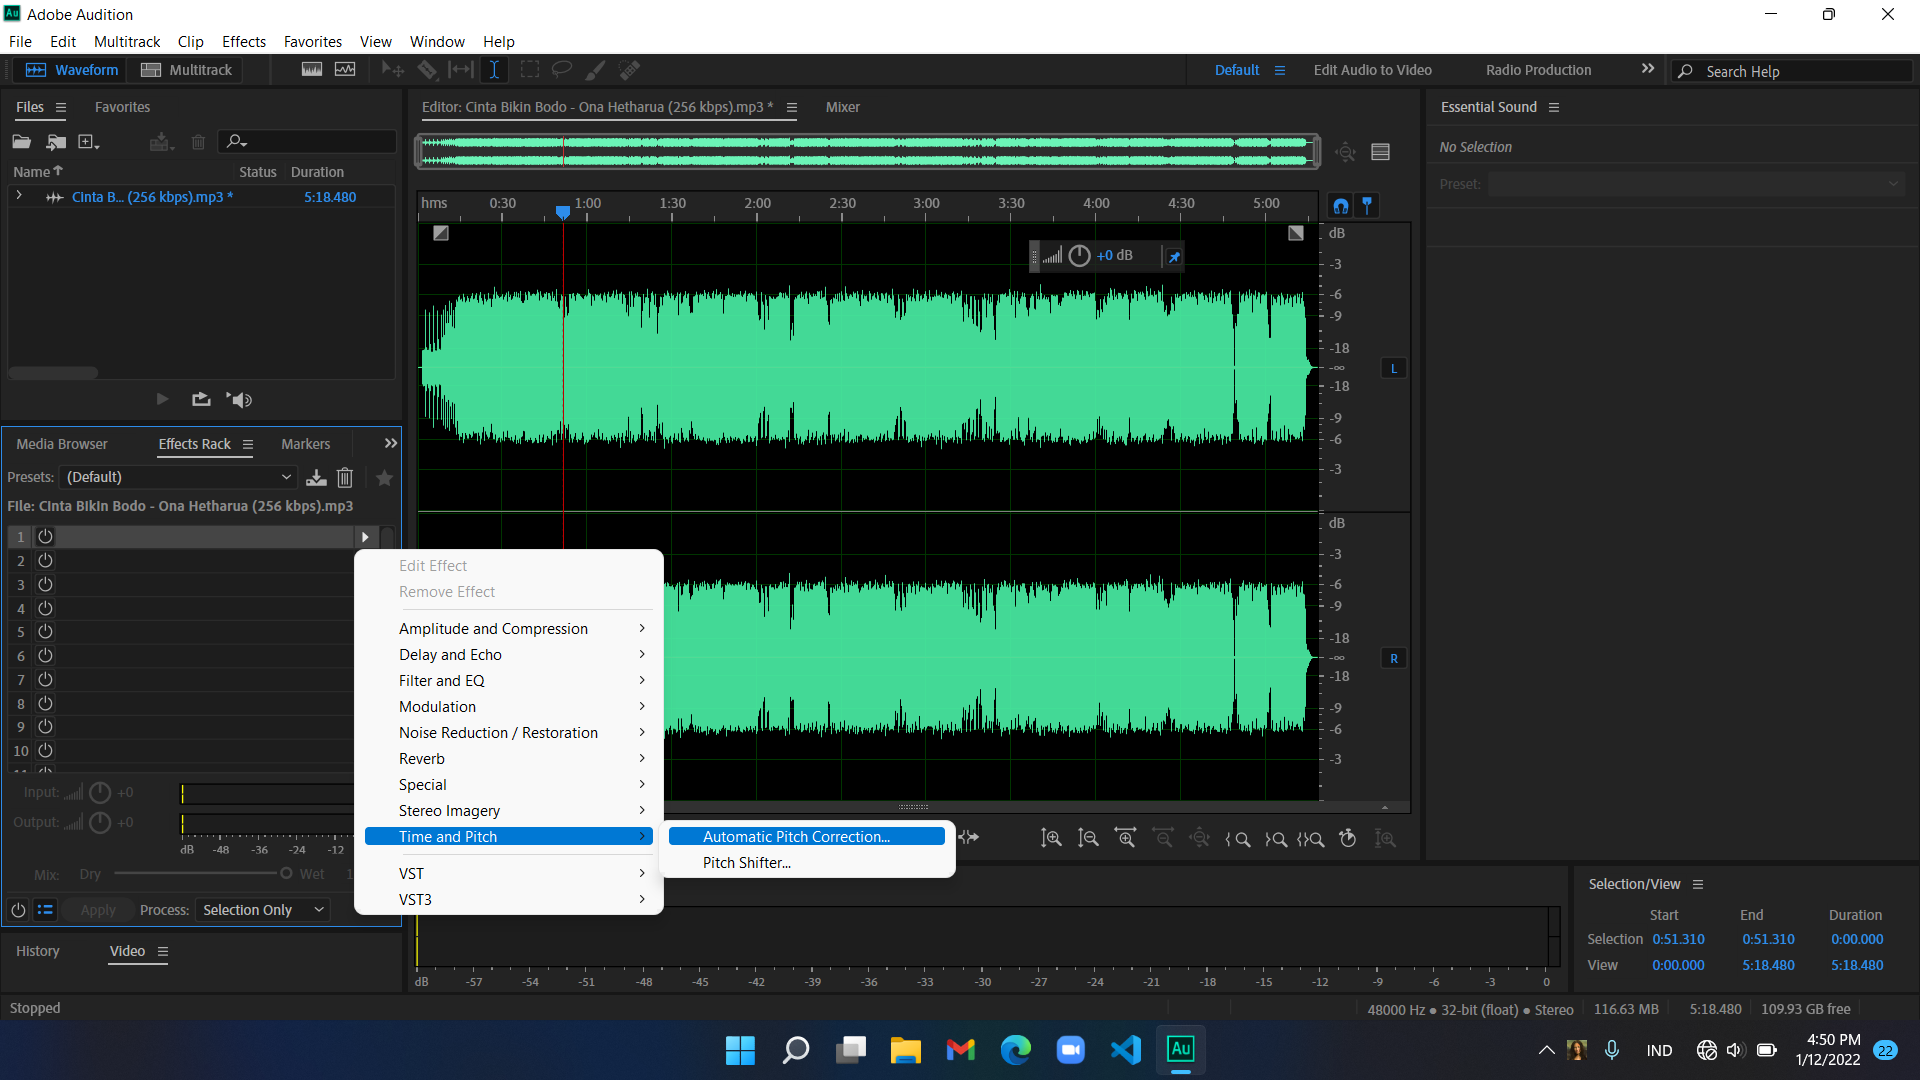 Adobe Audition
File Edit Multitrack Clip Effects Favorites View Window Help
Waveform Multitrack Default Edit Audio to Video Radio Production Search Help
Files Favorites
Name Status Duration
Cinta B... (256 kbps).mp3 * 5:18.480
Media Browser Effects Rack Markers
Presets: (Default)
File: Cinta Bikin Bodo - Ona Hetharua (256 kbps).mp3
1
2
3
4
5
6
7
8
9
10
11
Input: +0
Output: +0
dB -48 -36 -24 -12
Mix: Dry Wet 1
Apply Process: Selection Only
History Video
Stopped
Edit Effect
Remove Effect
Amplitude and Compression
Delay and Echo
Filter and EQ
Modulation
Noise Reduction / Restoration
Reverb
Special
Stereo Imagery
Time and Pitch
VST
VST3
Automatic Pitch Correction...
Pitch Shifter...
Editor: Cinta Bikin Bodo - Ona Hetharua (256 kbps).mp3 * Mixer
hms 0:30 1:00 1:30 2:00 2:30 3:00 3:30 4:00 4:30 5:00
+0 dB
dB
-3
-6
-9
-18
-∞
-18
-9
-6
-3
L
dB
-3
-6
-9
-18
-∞
-18
-9
-6
-3
R
dB -57 -54 -51 -48 -45 -42 -39 -36 -33 -30 -27 -24 -21 -18 -15 -12 -9 -6 -3 0
Essential Sound
No Selection
Preset:
Selection/View
Start End Duration
Selection 0:51.310 0:51.310 0:00.000
View 0:00.000 5:18.480 5:18.480
48000 Hz ● 32-bit (float) ● Stereo 116.63 MB 5:18.480 109.93 GB free
Au
IND
4:50 PM
1/12/2022
22